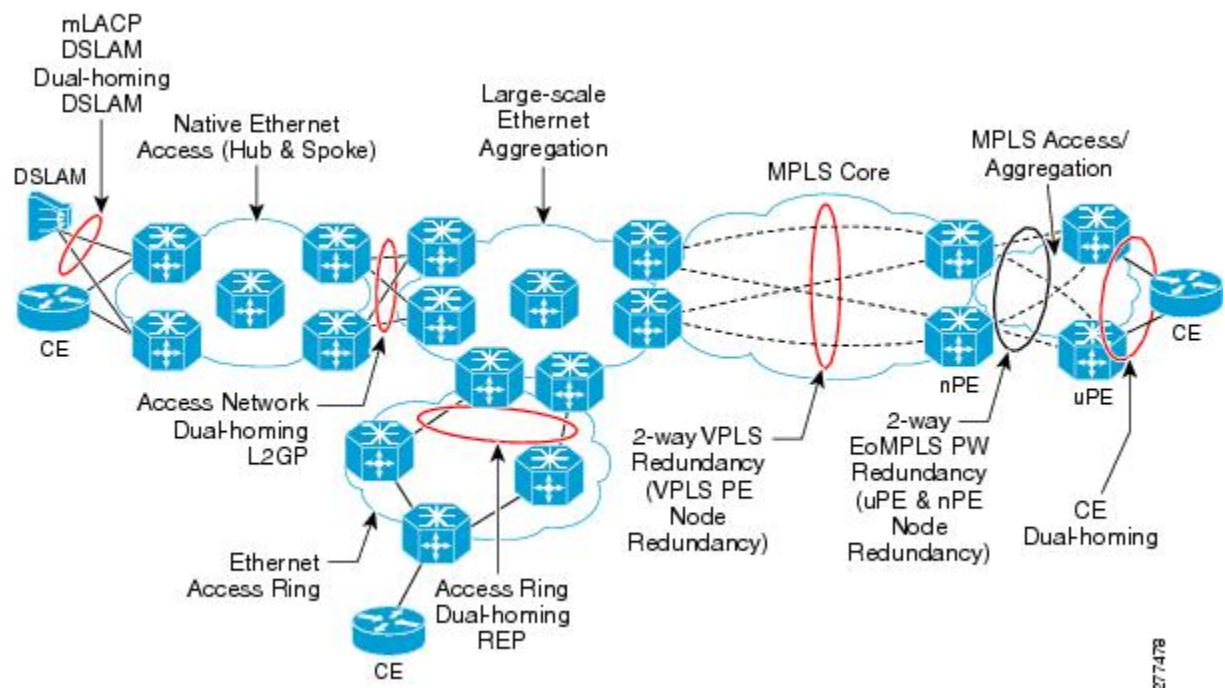 mLACP
DSLAM
Dual-homing
DSLAM
Native Ethernet
Access (Hub & Spoke)
Large-scale
Ethernet
Aggregation
MPLS Core
MPLS Access/
Aggregation
DSLAM
CE
CE
nPE
uPE
Access Network
Dual-homing
L2GP
2-way VPLS
Redundancy
(VPLS PE
Node
Redundancy)
2-way
EoMPLS PW
Redundancy
(uPE & nPE
Node
Redundancy)
CE
Dual-homing
Ethernet
Access Ring
Access Ring
Dual-homing
REP
CE
277478